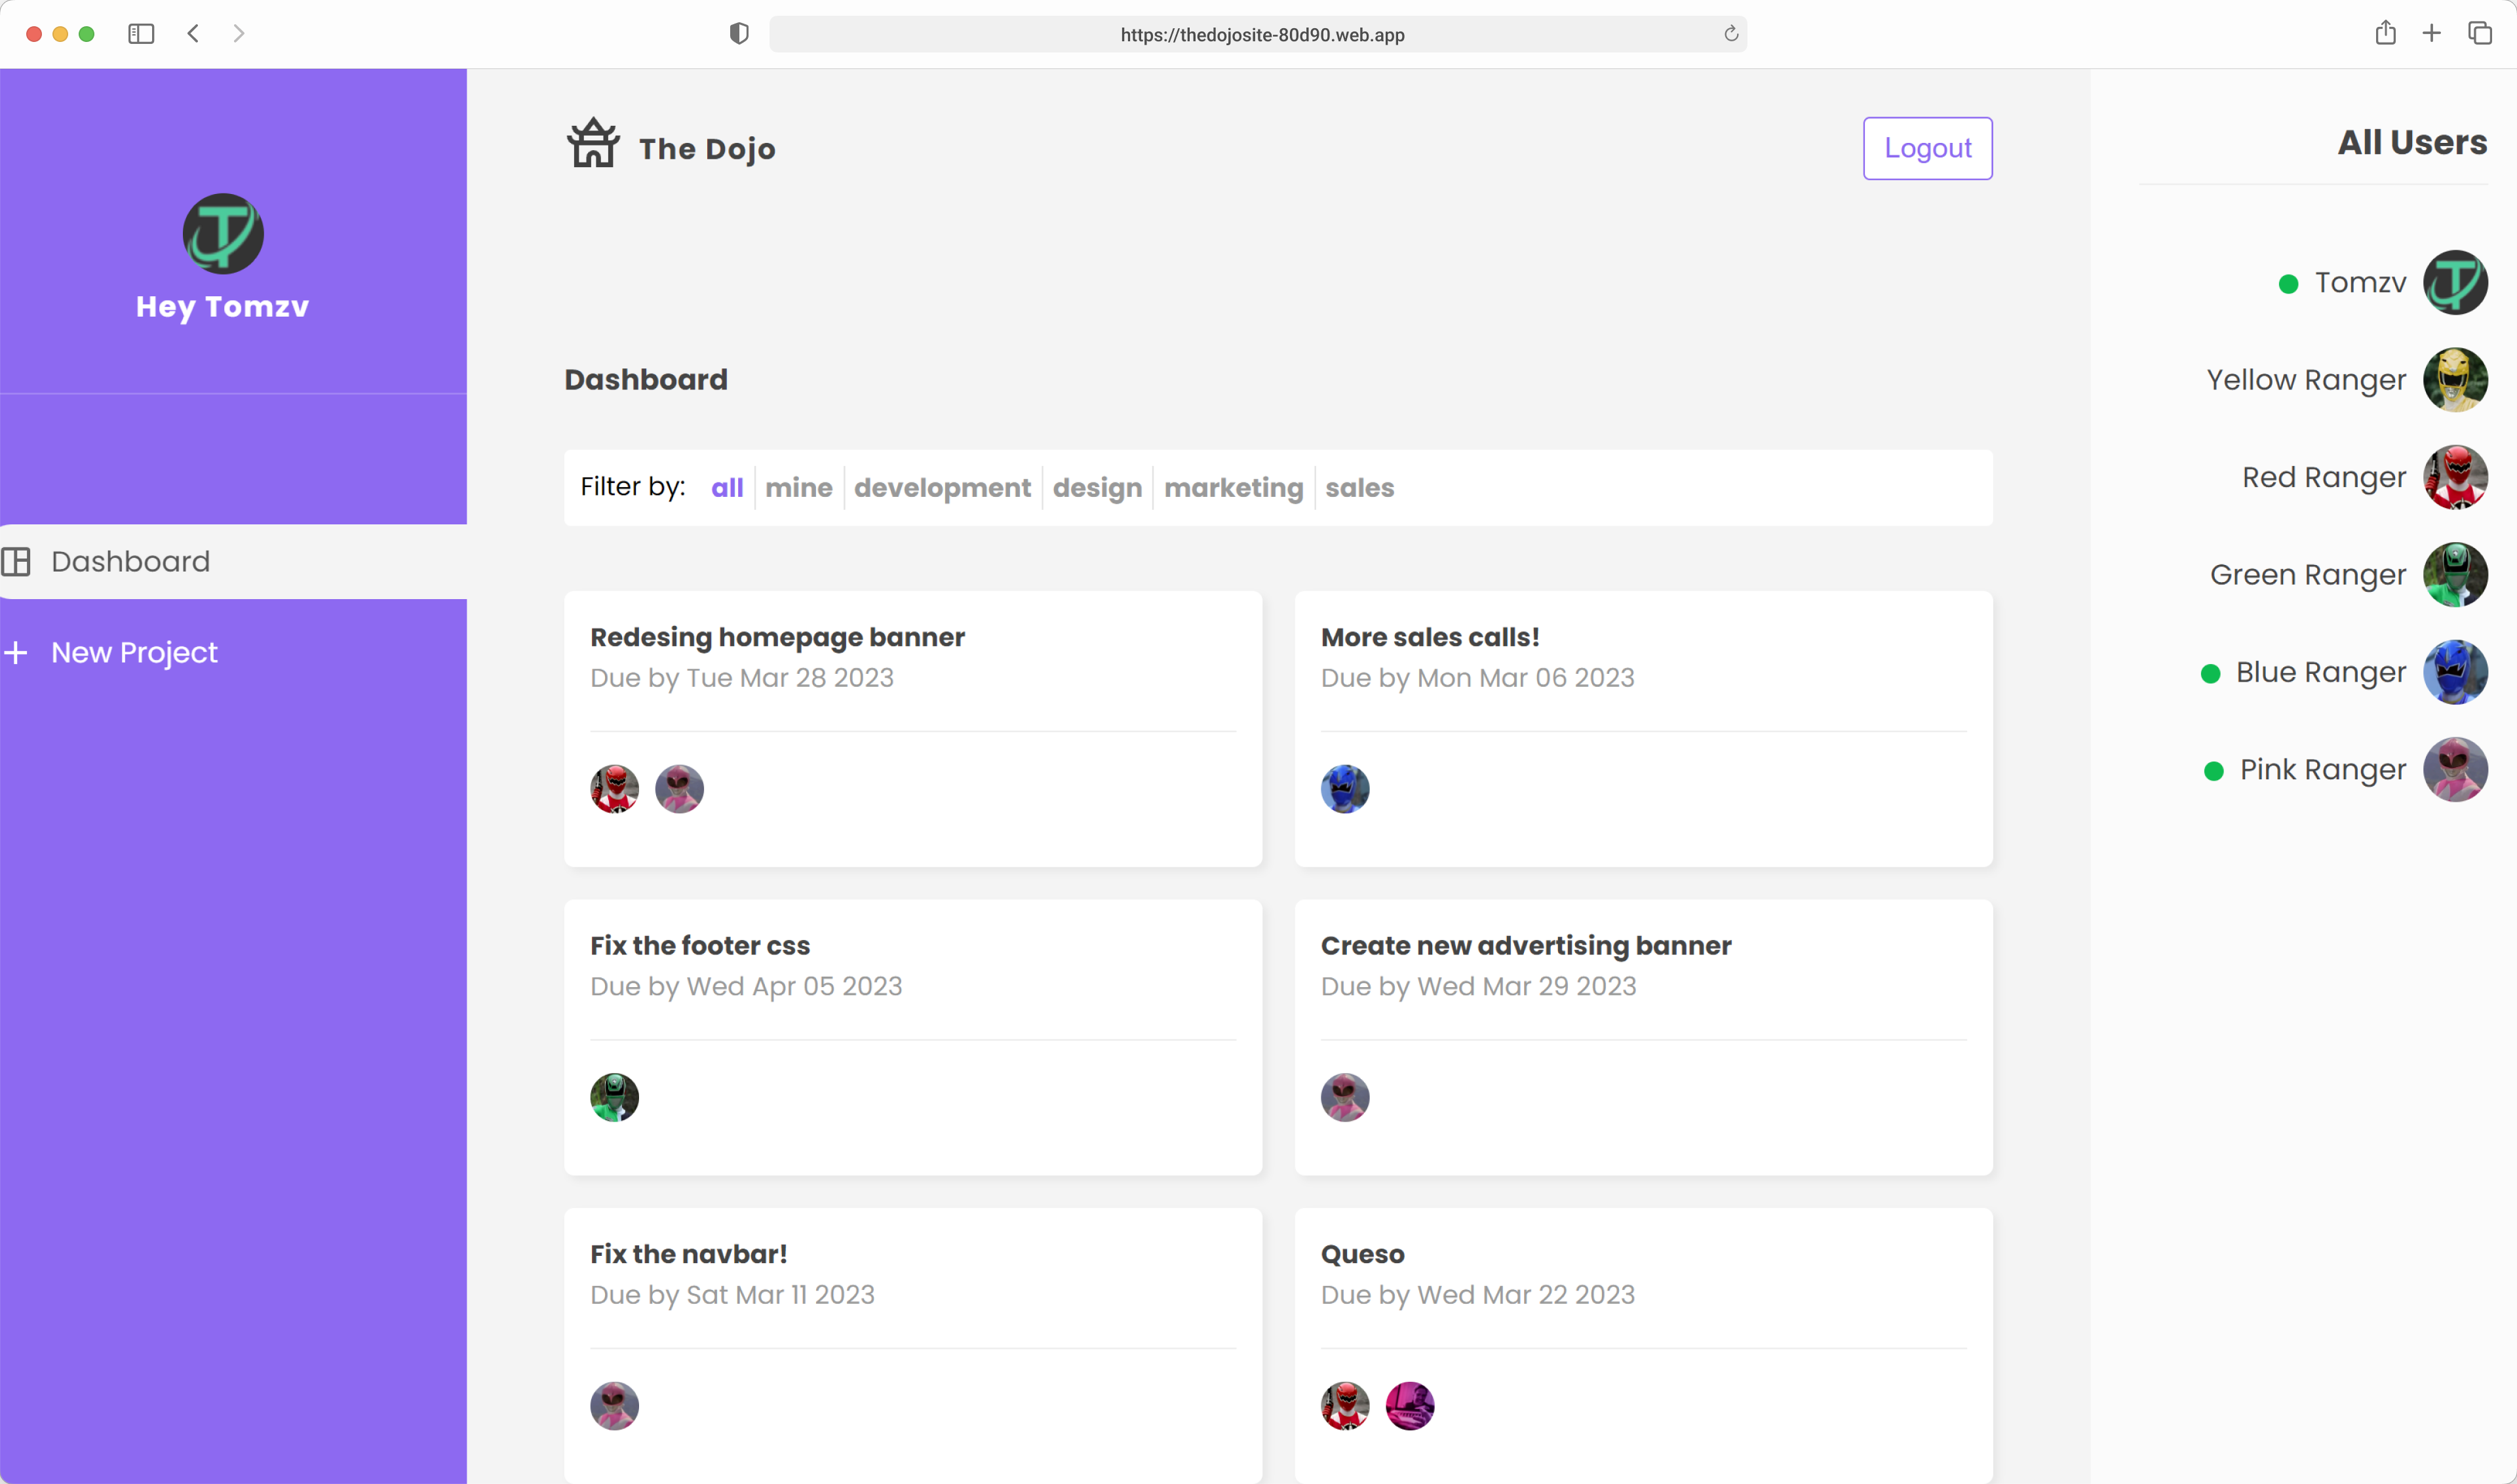 https://thedojosite-80d90.web.app
Hey Tomzv
Dashboard
New Project
The Dojo
Logout
Dashboard
Filter by: all mine development design marketing sales
Redesing homepage banner
Due by Tue Mar 28 2023
More sales calls!
Due by Mon Mar 06 2023
Fix the footer css
Due by Wed Apr 05 2023
Create new advertising banner
Due by Wed Mar 29 2023
Fix the navbar!
Due by Sat Mar 11 2023
Queso
Due by Wed Mar 22 2023
All Users
Tomzv
Yellow Ranger
Red Ranger
Green Ranger
Blue Ranger
Pink Ranger